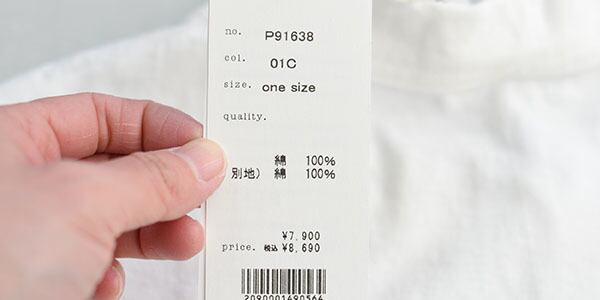 no. P91638
col. 01C
size. one size
quality.
綿 100%
別地) 綿 100%
¥7,900
price. 税込 ¥8,690
2090001490564